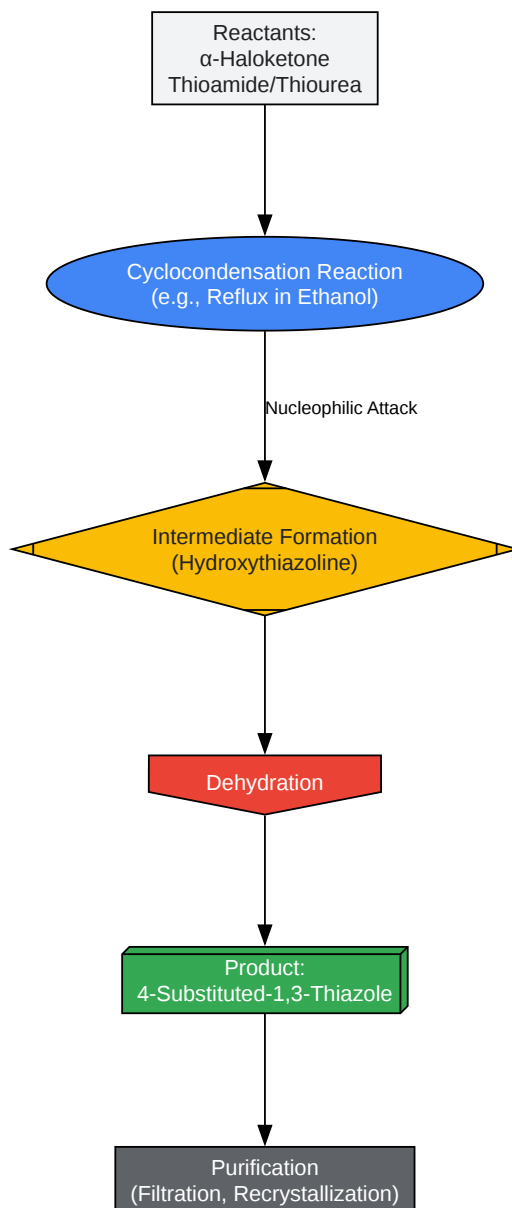 Reactants:
α-Haloketone
Thioamide/Thiourea
Cyclocondensation Reaction
(e.g., Reflux in Ethanol)
Nucleophilic Attack
Intermediate Formation
(Hydroxythiazoline)
Dehydration
Product:
4-Substituted-1,3-Thiazole
Purification
(Filtration, Recrystallization)